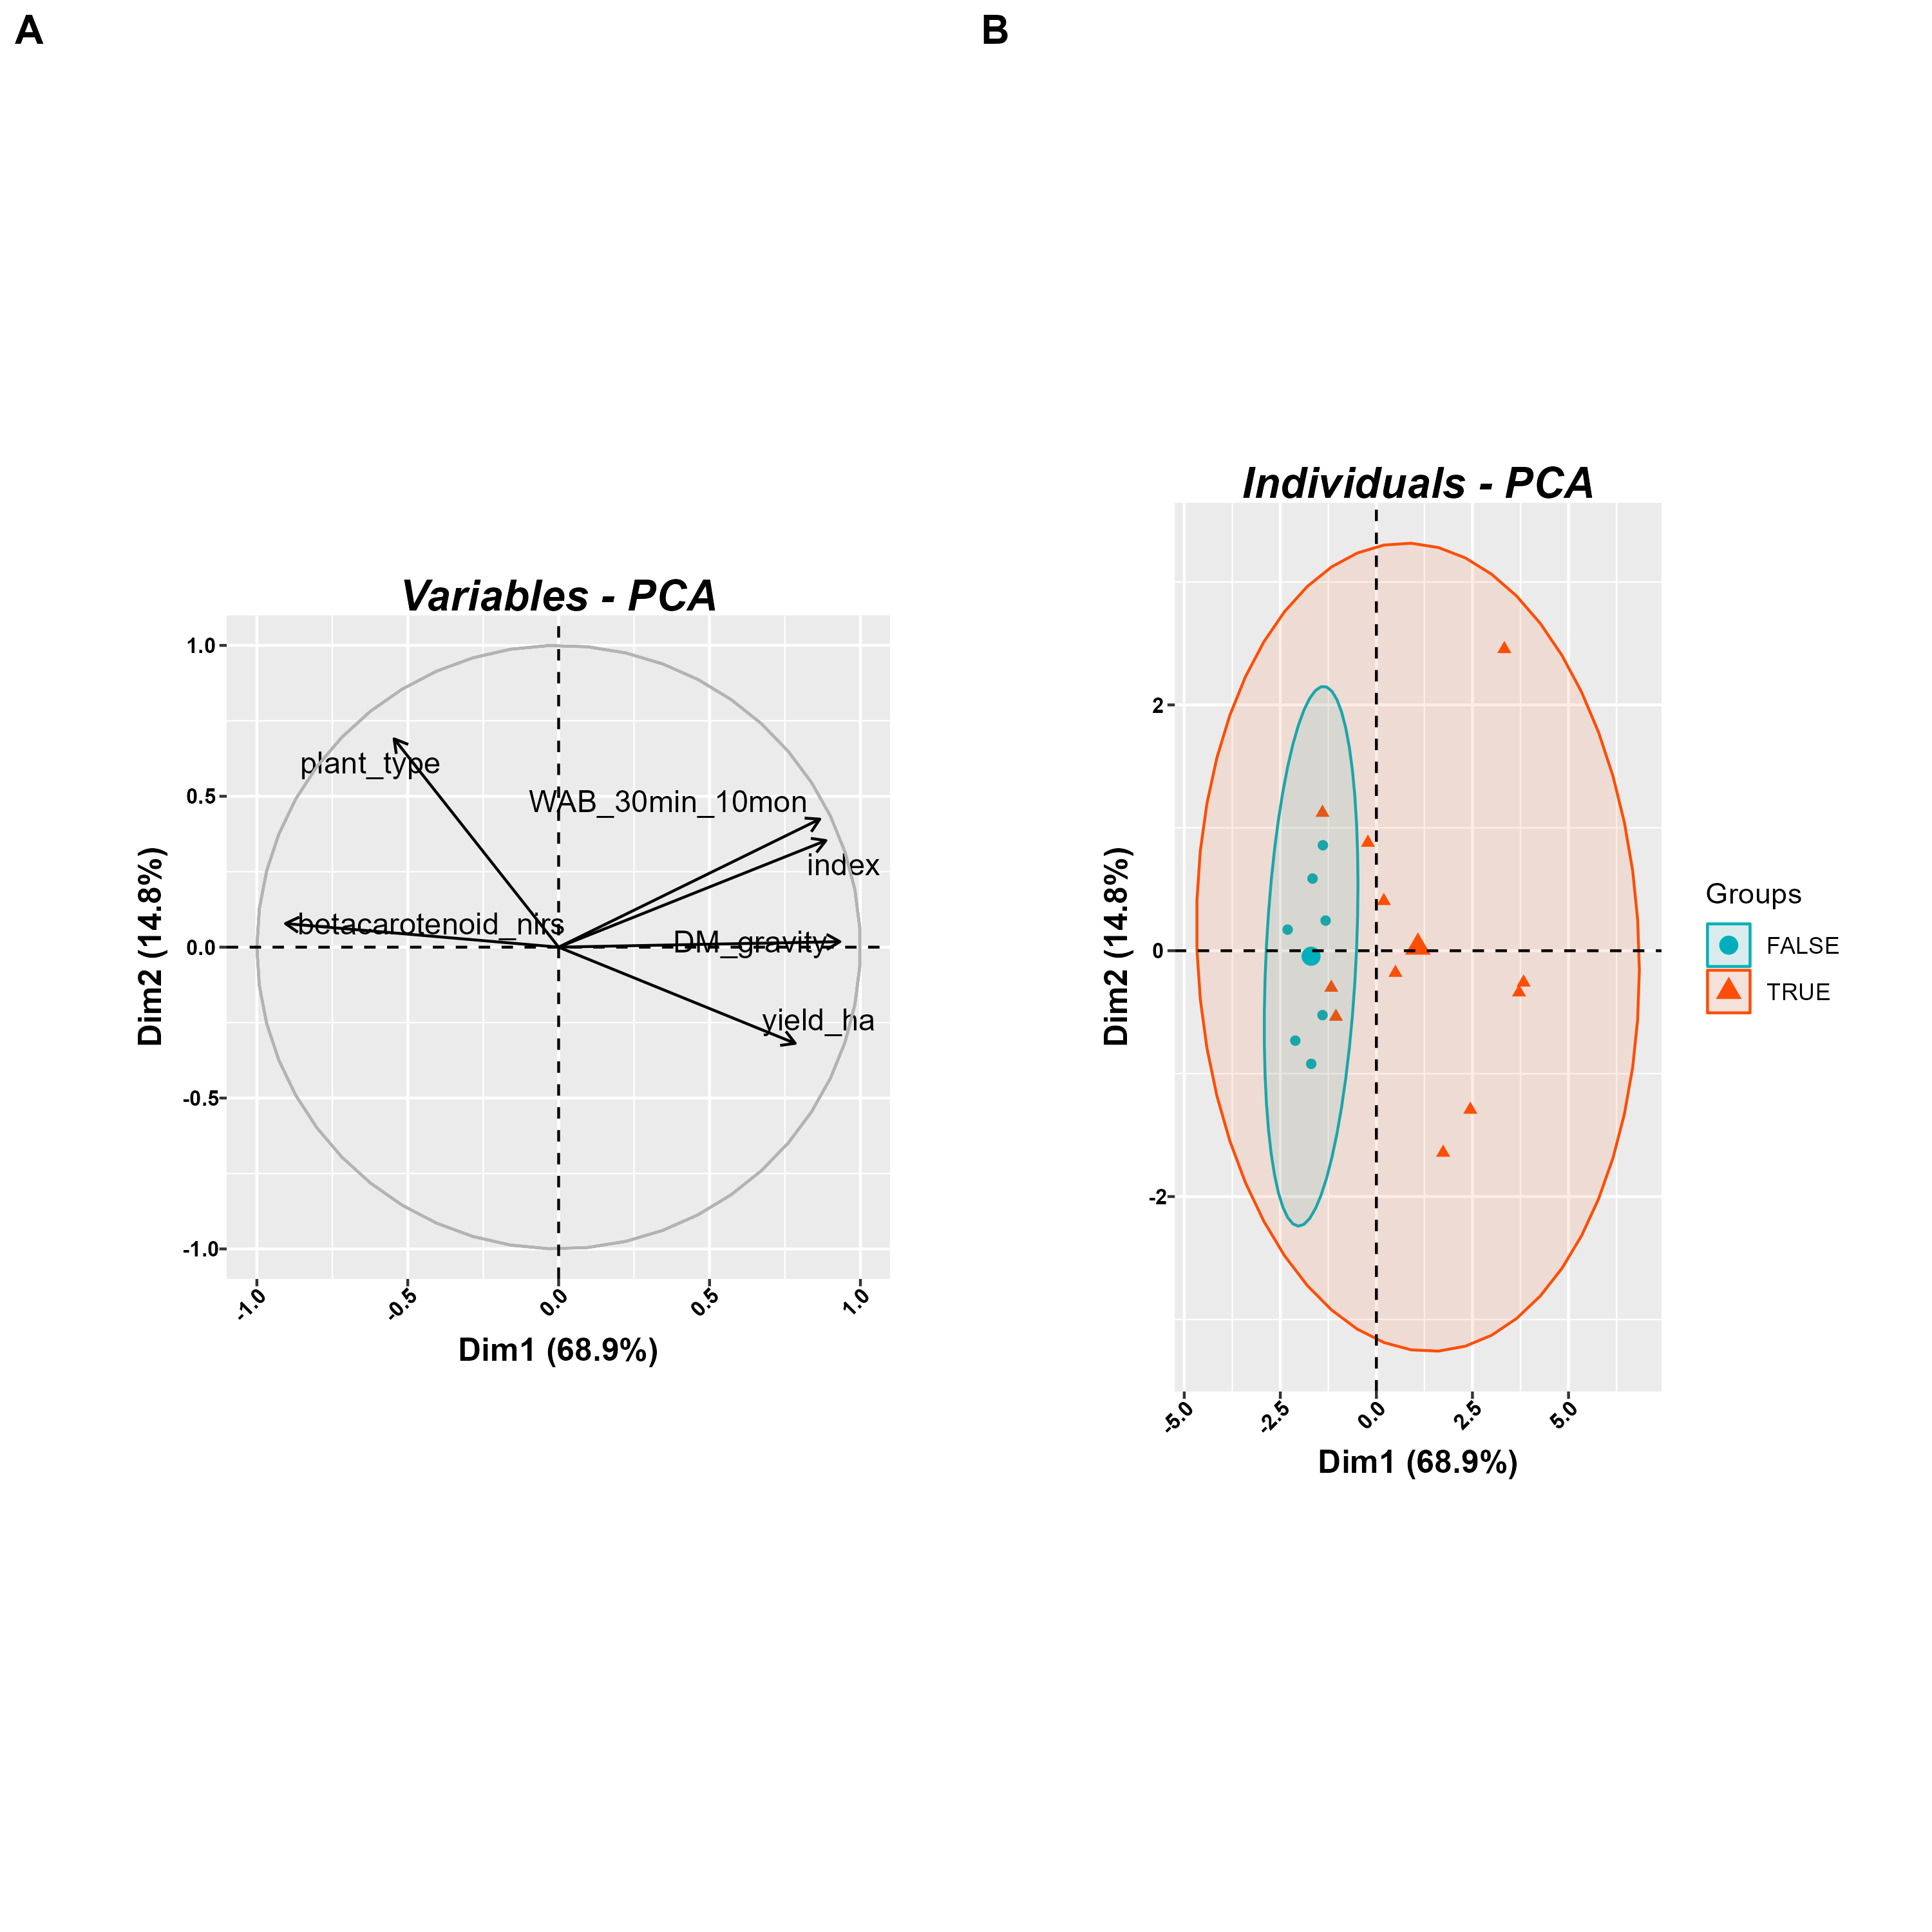 A
B
Variables - PCA
1.0
0.5
0.0
-0.5
-1.0
Dim2 (14.8%)
plant_type
WAB_30min_10mon
index
betacarotenoid_nirs
DM_gravity
yield_ha
-1.0
-0.5
0.0
0.5
1.0
Dim1 (68.9%)
Individuals - PCA
2
0
-2
Dim2 (14.8%)
-5.0
-2.5
0.0
2.5
5.0
Dim1 (68.9%)
Groups
FALSE
TRUE